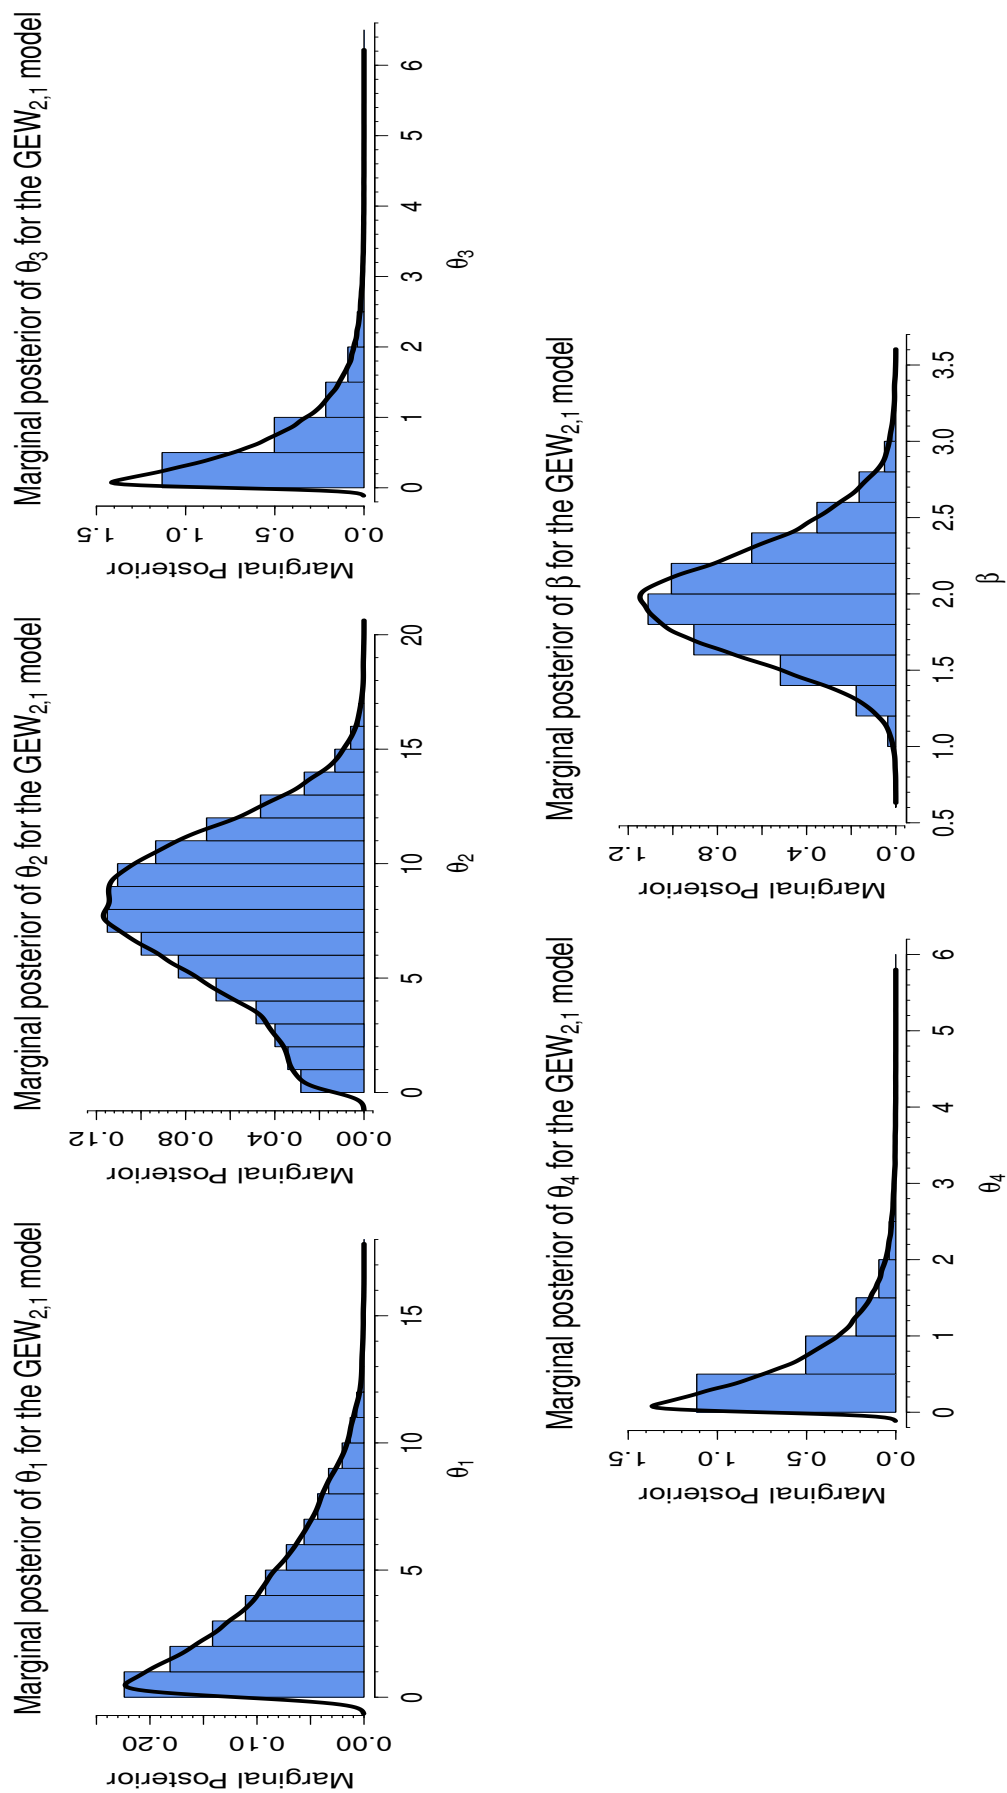 Marginal posterior of θ1 for the GEW2,1 model
Marginal Posterior
0.00 0.10 0.20
0 5 10 15
θ1
Marginal posterior of θ2 for the GEW2,1 model
Marginal Posterior
0.00 0.04 0.08 0.12
0 5 10 15 20
θ2
Marginal posterior of θ3 for the GEW2,1 model
Marginal Posterior
0.0 0.5 1.0 1.5
0 1 2 3 4 5 6
θ3
Marginal posterior of θ4 for the GEW2,1 model
Marginal Posterior
0.0 0.5 1.0 1.5
0 1 2 3 4 5 6
θ4
Marginal posterior of β for the GEW2,1 model
Marginal Posterior
0.0 0.4 0.8 1.2
0.5 1.0 1.5 2.0 2.5 3.0 3.5
β